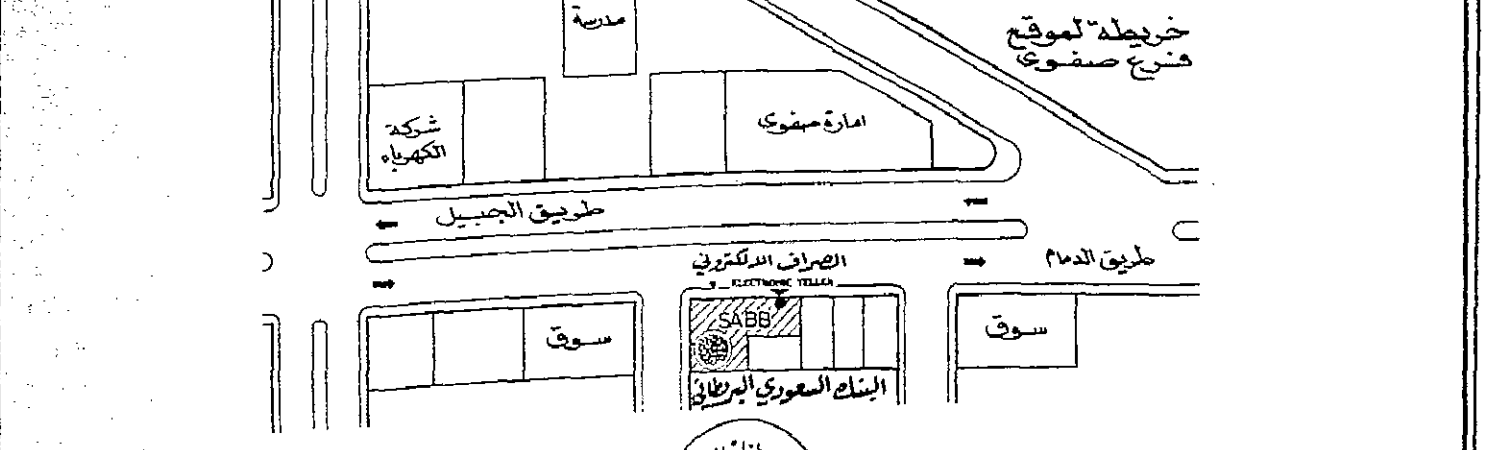 مدرسة
خريطة لموقع
فرع صفوى
شركة
الكهرباء
امارة صفوى
طريق الجبيل
طريق الدمام
الصراف الالكتروني
ELECTRONIC TELLER
SABB
سوق
سوق
البنك السعودي البريطاني